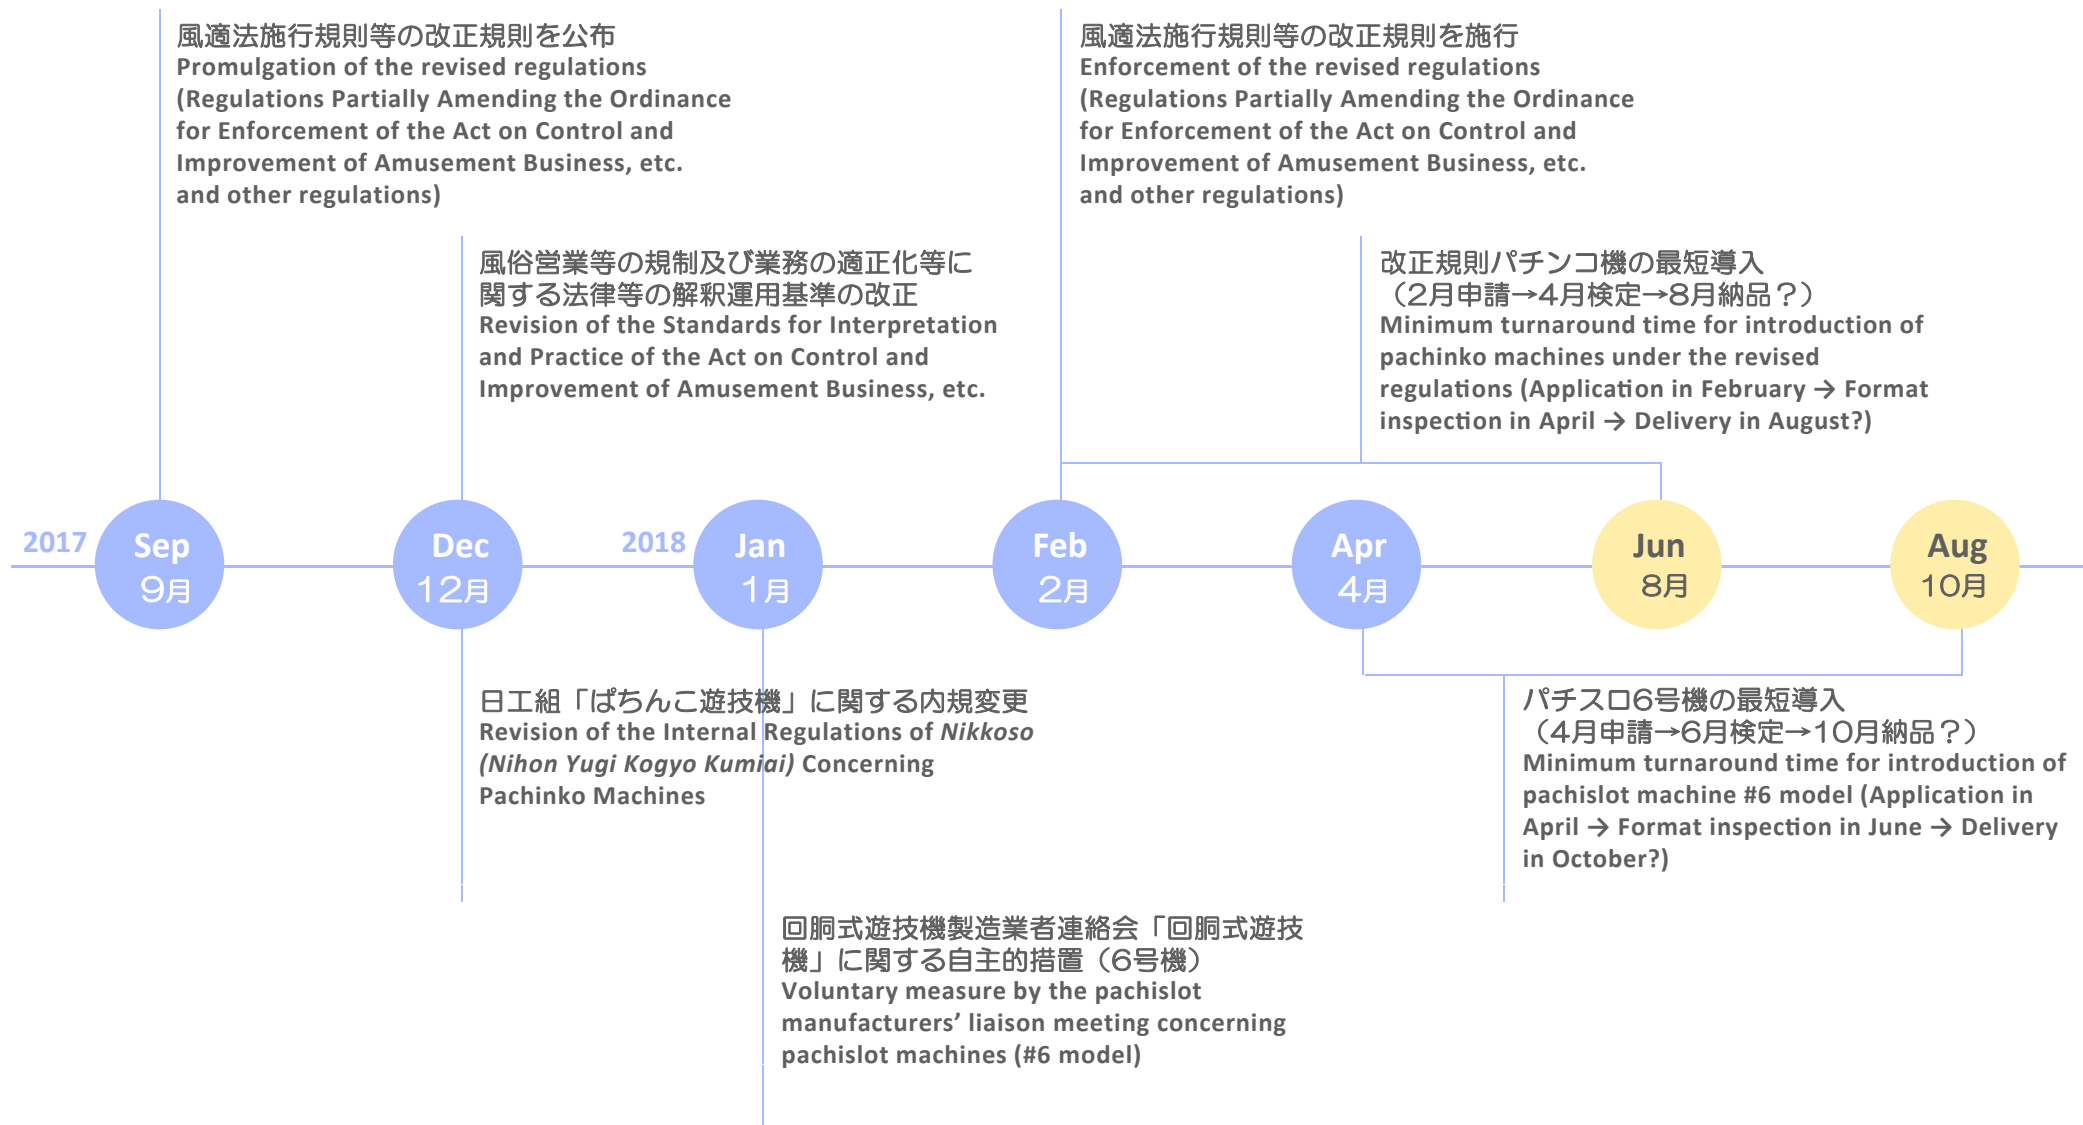 風適法施行規則等の改正規則を公布
Promulgation of the revised regulations
(Regulations Partially Amending the Ordinance
for Enforcement of the Act on Control and
Improvement of Amusement Business, etc.
and other regulations)
風適法施行規則等の改正規則を施行
Enforcement of the revised regulations
(Regulations Partially Amending the Ordinance
for Enforcement of the Act on Control and
Improvement of Amusement Business, etc.
and other regulations)
風俗営業等の規制及び業務の適正化等に
関する法律等の解釈運用基準の改正
Revision of the Standards for Interpretation
and Practice of the Act on Control and
Improvement of Amusement Business, etc.
改正規則パチンコ機の最短導入
（2月申請→4月検定→8月納品？）
Minimum turnaround time for introduction of
pachinko machines under the revised
regulations (Application in February → Format
inspection in April → Delivery in August?)
2017
Sep
9月
Dec
12月
2018
Jan
1月
Feb
2月
Apr
4月
Jun
8月
Aug
10月
日工組「ぱちんこ遊技機」に関する内規変更
Revision of the Internal Regulations of Nikkoso
(Nihon Yugi Kogyo Kumiai) Concerning
Pachinko Machines
パチスロ6号機の最短導入
（4月申請→6月検定→10月納品？）
Minimum turnaround time for introduction of
pachislot machine #6 model (Application in
April → Format inspection in June → Delivery
in October?)
回胴式遊技機製造業者連絡会「回胴式遊技
機」に関する自主的措置（6号機）
Voluntary measure by the pachislot
manufacturers’ liaison meeting concerning
pachislot machines (#6 model)